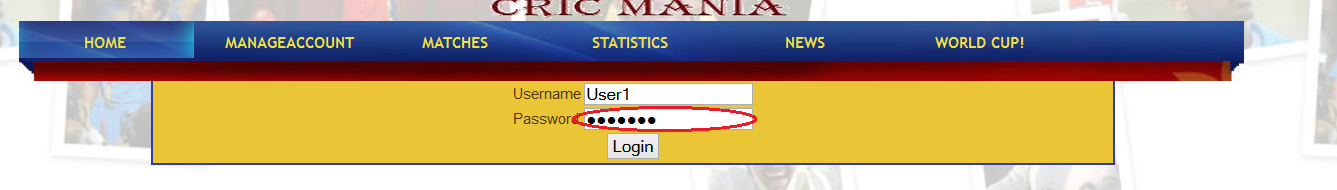 CRIC MANIA
HOME MANAGEACCOUNT MATCHES STATISTICS NEWS WORLD CUP!
Username User1
Password •••••••
Login